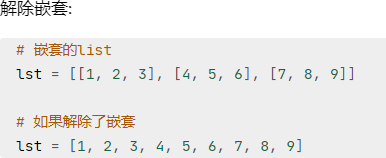 解除嵌套:
# 嵌套的list
lst = [[1, 2, 3], [4, 5, 6], [7, 8, 9]]
# 如果解除了嵌套
lst = [1, 2, 3, 4, 5, 6, 7, 8, 9]